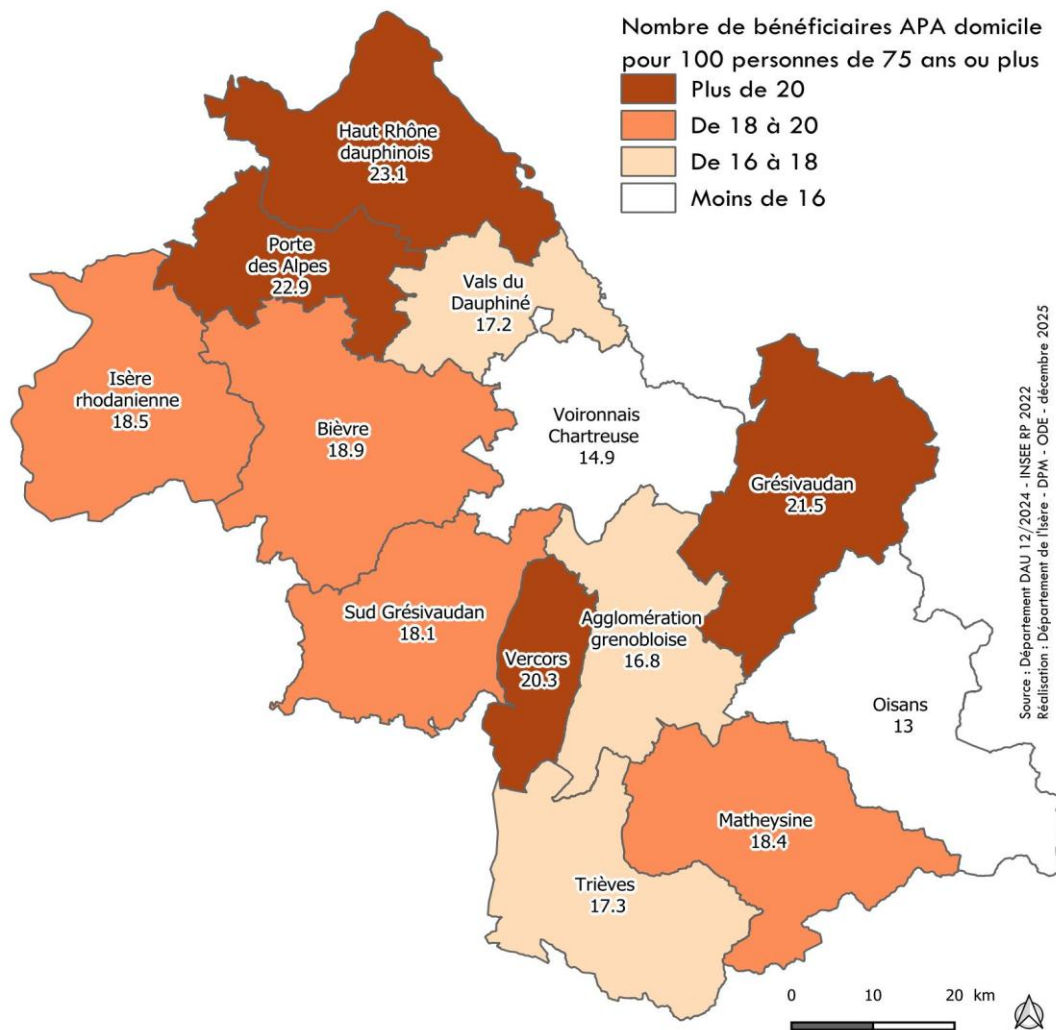 Nombre de bénéficiaires APA domicile
pour 100 personnes de 75 ans ou plus
Plus de 20
De 18 à 20
De 16 à 18
Moins de 16
Haut Rhône
dauphinois
23.1
Porte
des Alpes
22.9
Vals du
Dauphiné
17.2
Isère
rhodanienne
18.5
Bièvre
18.9
Voironnais
Chartreuse
14.9
Grésivaudan
21.5
Sud Grésivaudan
18.1
Vercors
20.3
Agglomération
grenobloise
16.8
Oisans
13
Matheysine
18.4
Trièves
17.3
Source : Département DAU 12/2024 - INSEE RP 2022
Réalisation : Département de l'Isère - DPM - ODE - décembre 2025
0 10 20 km